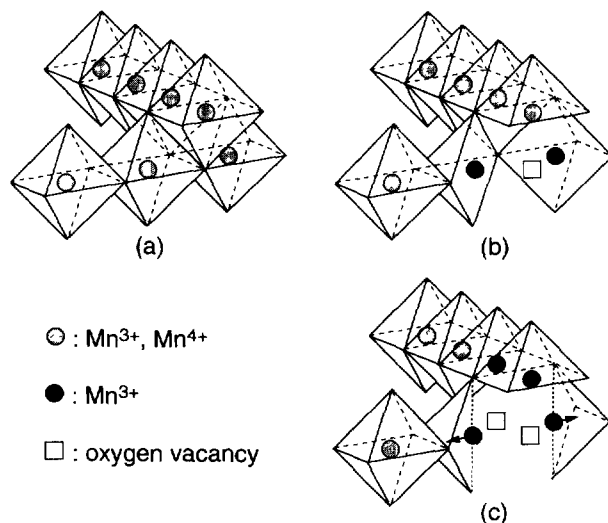 (a)
(b)
: Mn³⁺, Mn⁴⁺
: Mn³⁺
: oxygen vacancy
(c)